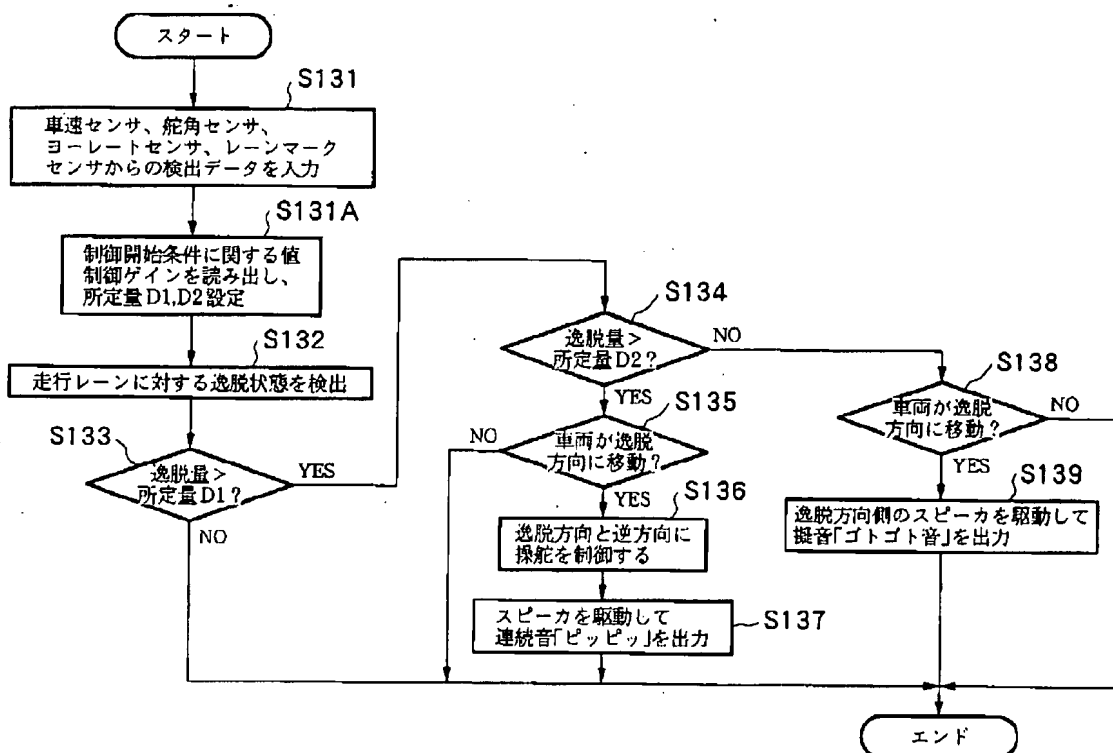 スタート
S131
車速センサ、舵角センサ、
ヨーレートセンサ、レーンマーク
センサからの検出データを入力
S131A
制御開始条件に関する値
制御ゲインを読み出し、
所定量D1,D2設定
S132
走行レーンに対する逸脱状態を検出
S133
逸脱量>
所定量D1?
YES
NO
S134
逸脱量>
所定量D2?
NO
YES
S135
車両が逸脱
方向に移動?
NO
YES
S136
逸脱方向と逆方向に
操舵を制御する
スピーカを駆動して
連続音「ピッピッ」を出力
S137
S138
車両が逸脱
方向に移動?
NO
YES
S139
逸脱方向側のスピーカを駆動して
擬音「ゴトゴト音」を出力
エンド